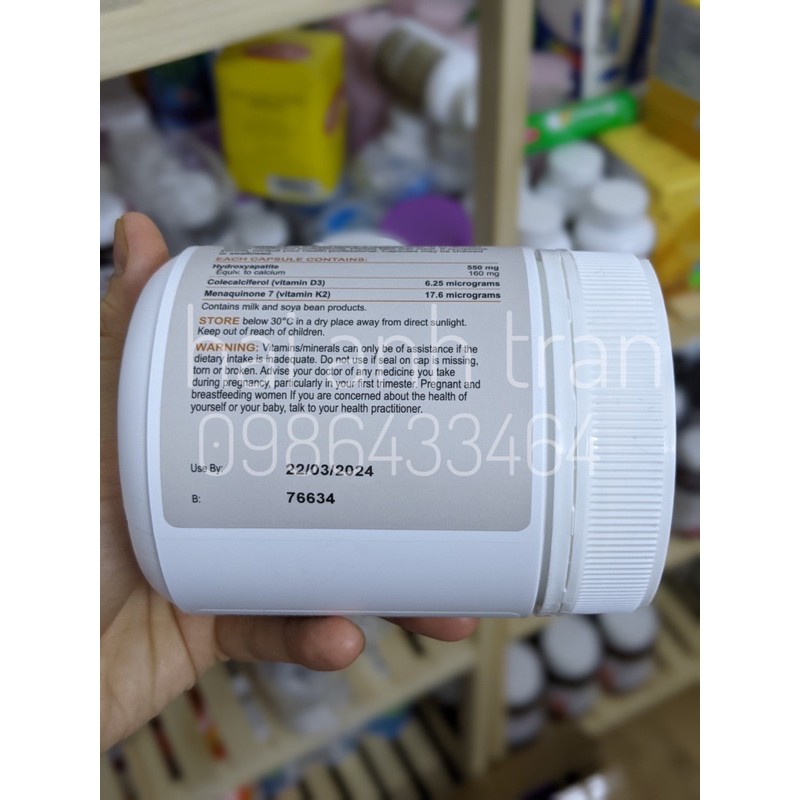 EACH CAPSULE CONTAINS:
Hydroxyapatite 550 mg
Equiv. to calcium 160 mg
Colecalciferol (vitamin D3) 6.25 micrograms
Menaquinone 7 (vitamin K2) 17.6 micrograms
Contains milk and soya bean products.
STORE below 30°C in a dry place away from direct sunlight.
Keep out of reach of children.
WARNING: Vitamins/minerals can only be of assistance if the
dietary intake is inadequate. Do not use if seal on cap is missing,
torn or broken. Advise your doctor of any medicine you take
during pregnancy, particularly in your first trimester. Pregnant and
breastfeeding women If you are concerned about the health of
yourself or your baby, talk to your health practitioner.
hai anh tran
0986433464
Use By: 22/03/2024
B: 76634